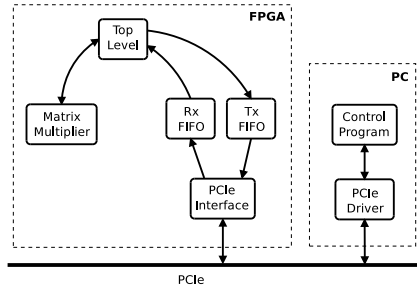 FPGA
Top
Level
PC
Matrix
Multiplier
Rx
FIFO
Tx
FIFO
Control
Program
PCIe
Interface
PCIe
Driver
PCIe